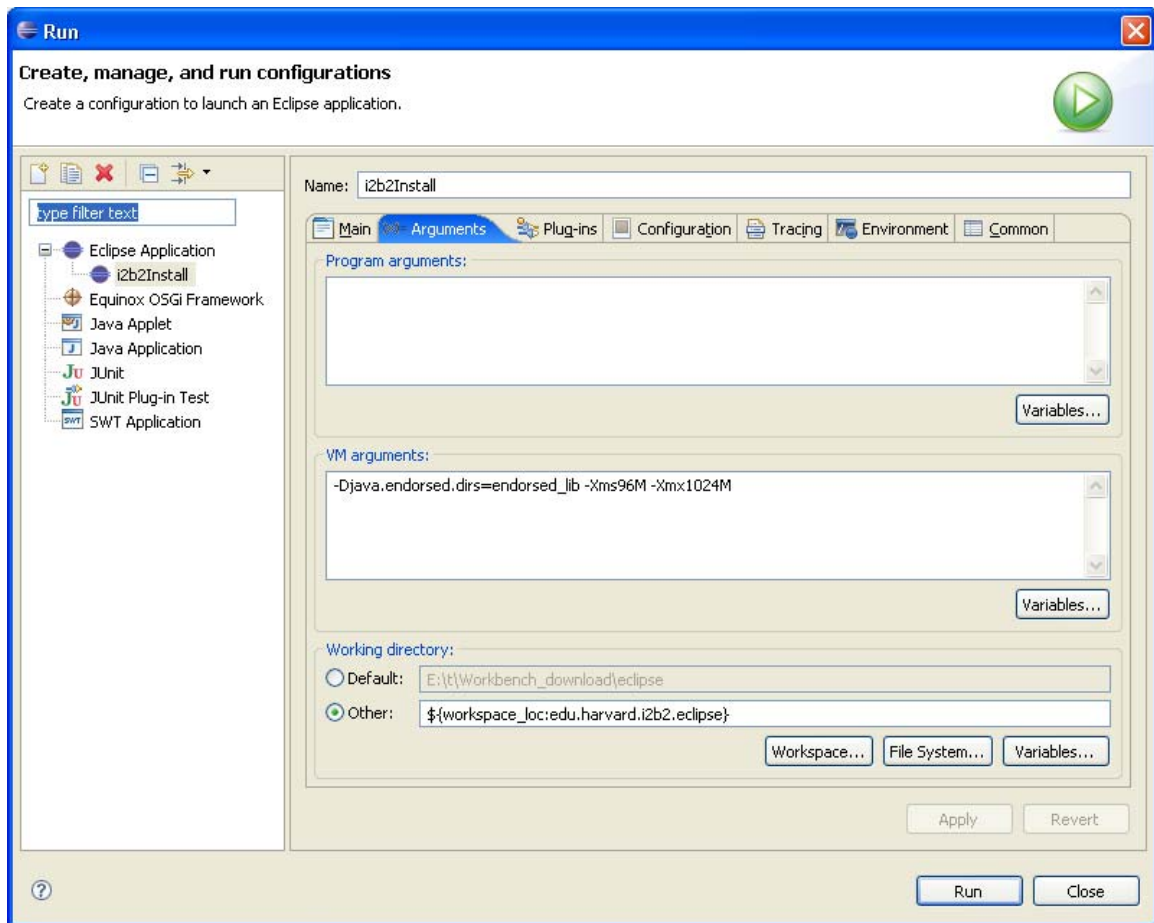 Run
Create, manage, and run configurations
Create a configuration to launch an Eclipse application.
type filter text
Eclipse Application
i2b2Install
Equinox OSGi Framework
Java Applet
Java Application
JUnit
JUnit Plug-in Test
SWT Application
Name: i2b2Install
Main Arguments Plug-ins Configuration Tracing Environment Common
Program arguments:
Variables...
VM arguments:
-Djava.endorsed.dirs=endorsed_lib -Xms96M -Xmx1024M
Variables...
Working directory:
Default: E:\t\Workbench_download\eclipse
Other: ${workspace_loc:edu.harvard.i2b2.eclipse}
Workspace... File System... Variables...
Apply Revert
Run Close